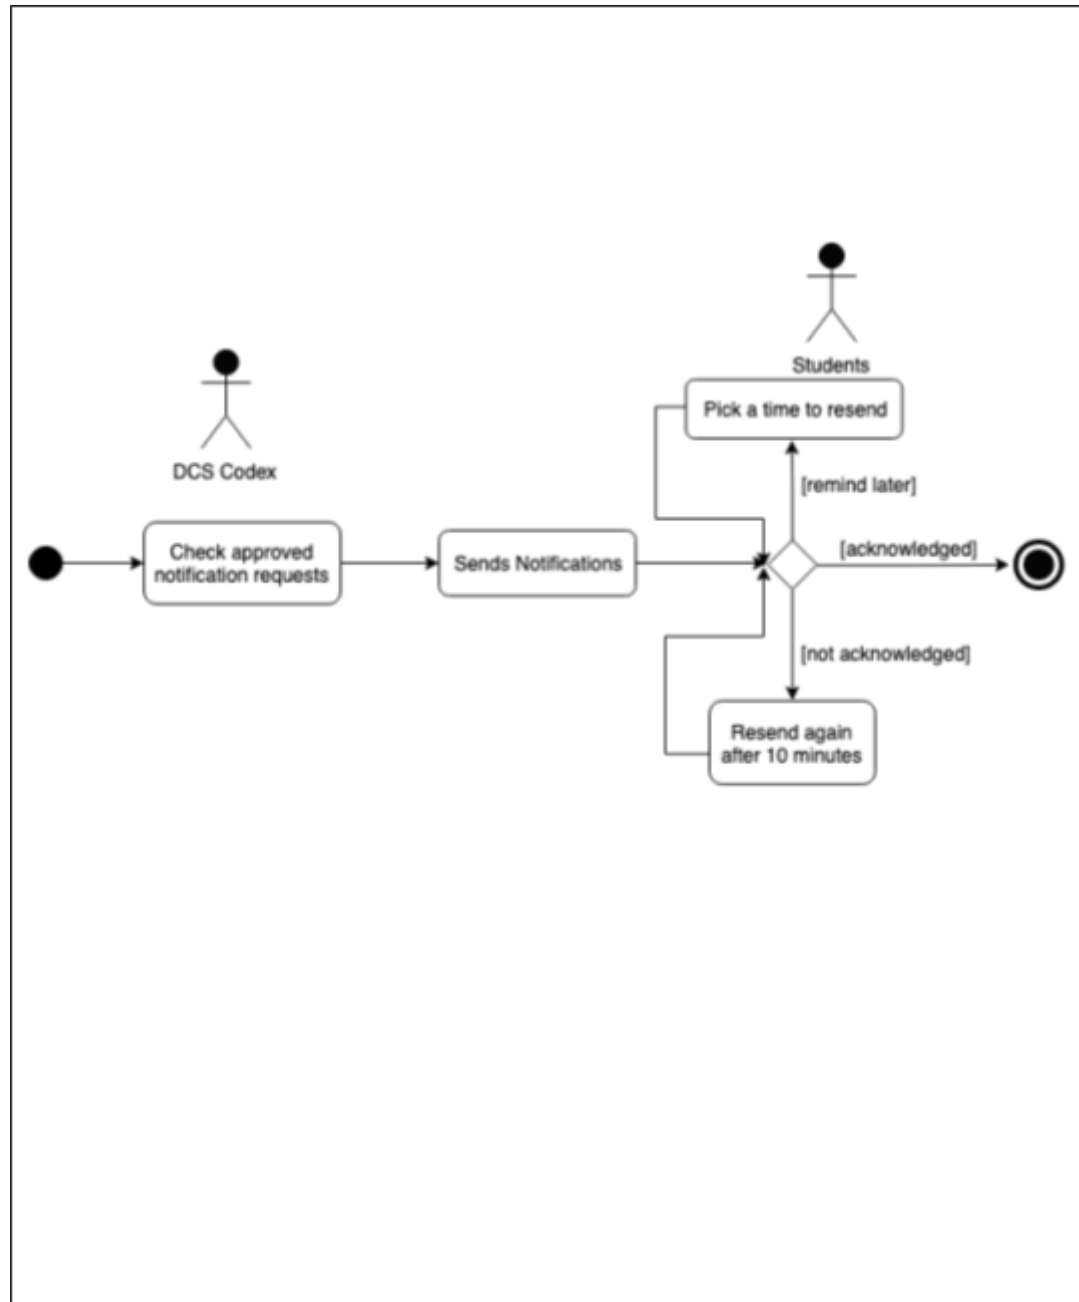 Students
Pick a time to resend
DCS Codex
[remind later]
Check approved
notification requests
Sends Notifications
[acknowledged]
[not acknowledged]
Resend again
after 10 minutes